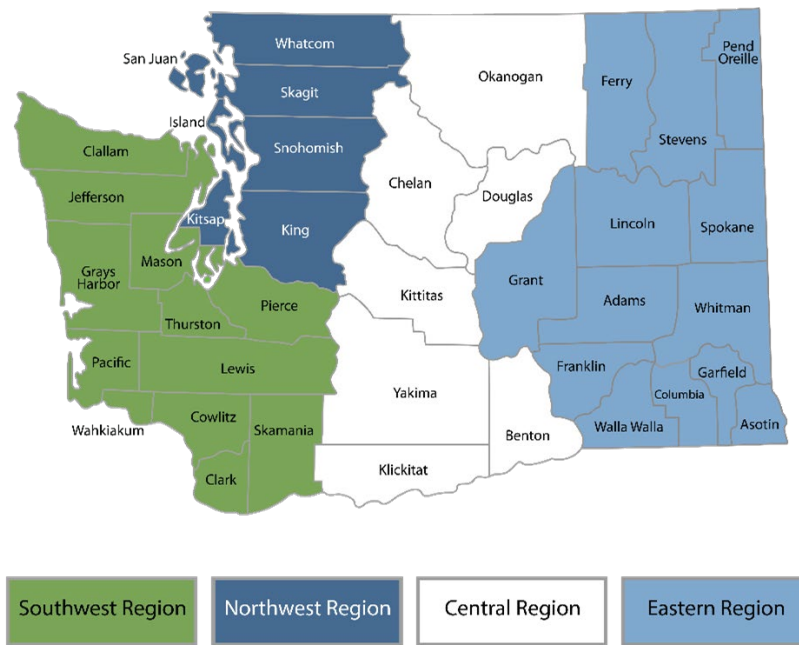 Whatcom
San Juan
Skagit
Island
Snohomish
Clallam
Jefferson
Kitsap
King
Mason
Grays
Harbor
Pierce
Thurston
Pacific
Lewis
Wahkiakum
Cowlitz
Skamania
Clark
Okanogan
Chelan
Douglas
Kittitas
Yakima
Benton
Klickitat
Ferry
Pend
Oreille
Stevens
Lincoln
Spokane
Grant
Adams
Whitman
Franklin
Garfield
Columbia
Walla Walla
Asotin
Southwest Region
Northwest Region
Central Region
Eastern Region